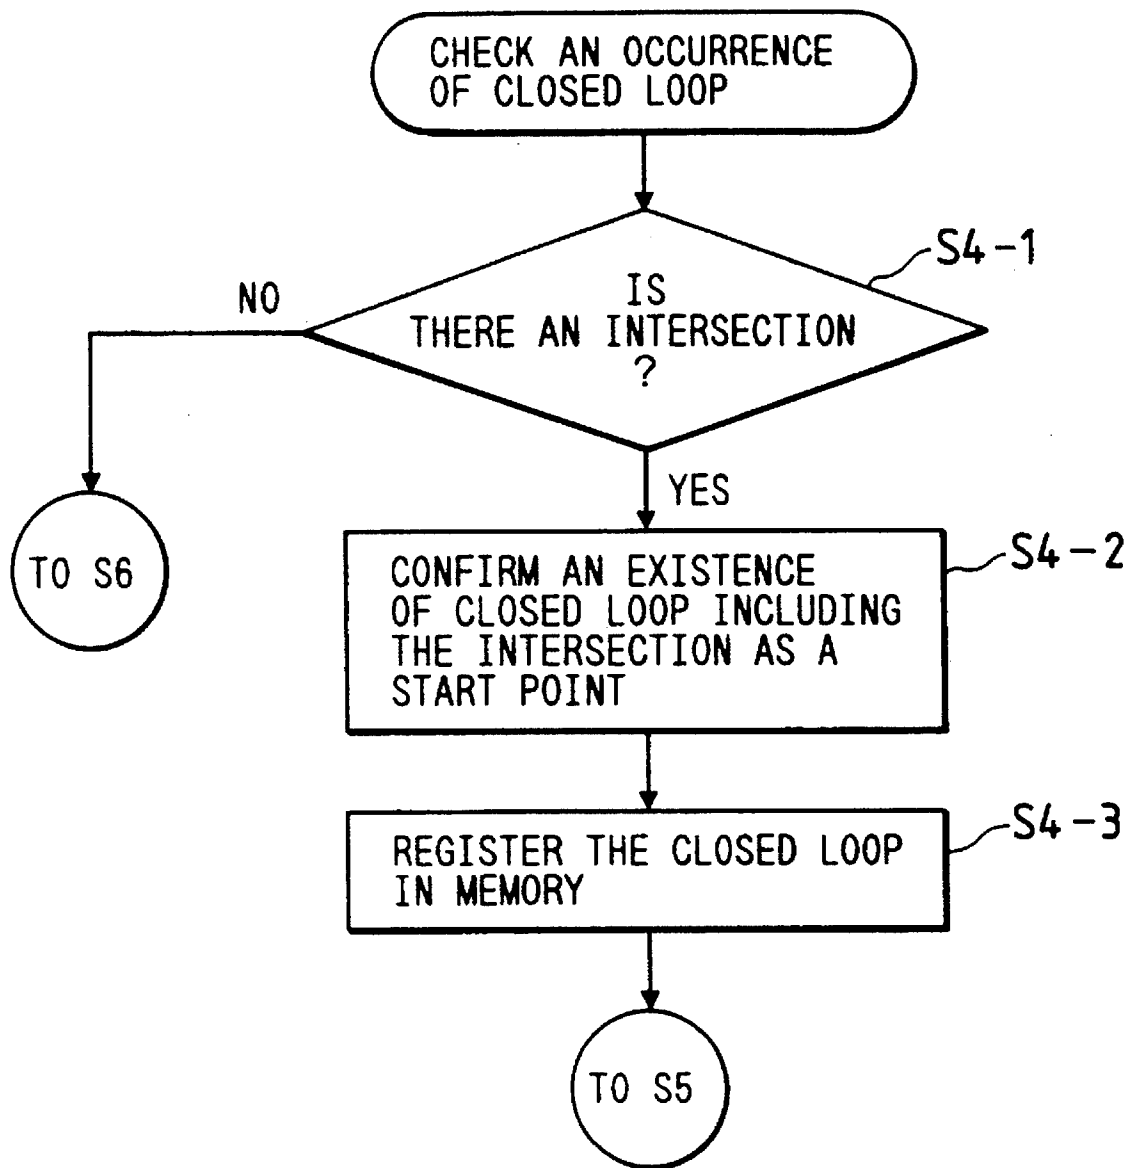 CHECK AN OCCURRENCE
OF CLOSED LOOP
S4-1
NO
IS
THERE AN INTERSECTION
?
YES
TO S6
S4-2
CONFIRM AN EXISTENCE
OF CLOSED LOOP INCLUDING
THE INTERSECTION AS A
START POINT
S4-3
REGISTER THE CLOSED LOOP
IN MEMORY
TO S5